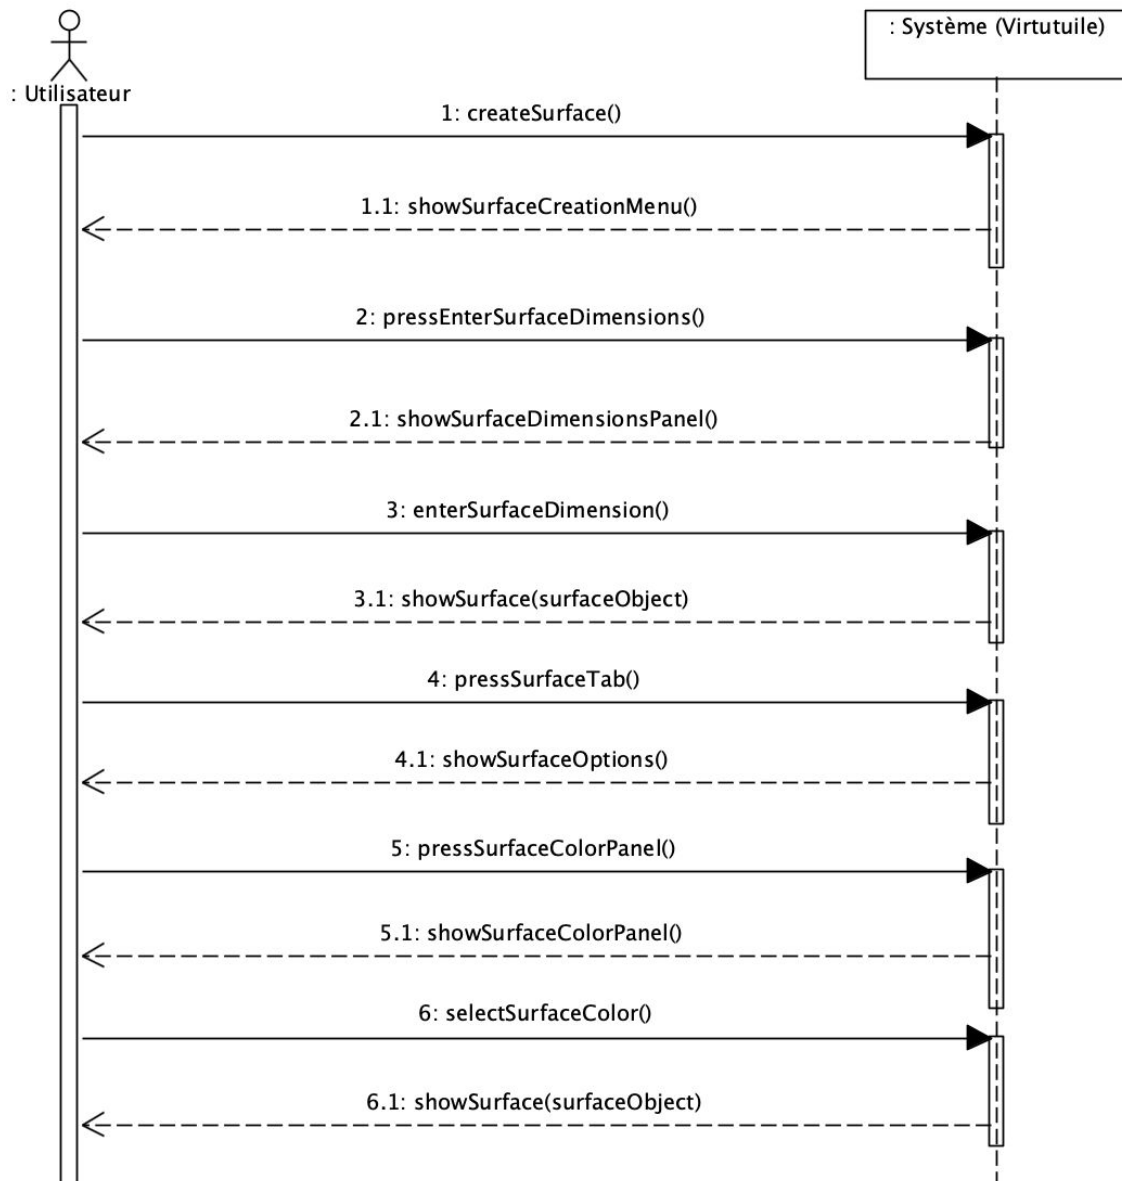 : Système (Virtutuile)
: Utilisateur
1: createSurface()
1.1: showSurfaceCreationMenu()
2: pressEnterSurfaceDimensions()
2.1: showSurfaceDimensionsPanel()
3: enterSurfaceDimension()
3.1: showSurface(surfaceObject)
4: pressSurfaceTab()
4.1: showSurfaceOptions()
5: pressSurfaceColorPanel()
5.1: showSurfaceColorPanel()
6: selectSurfaceColor()
6.1: showSurface(surfaceObject)